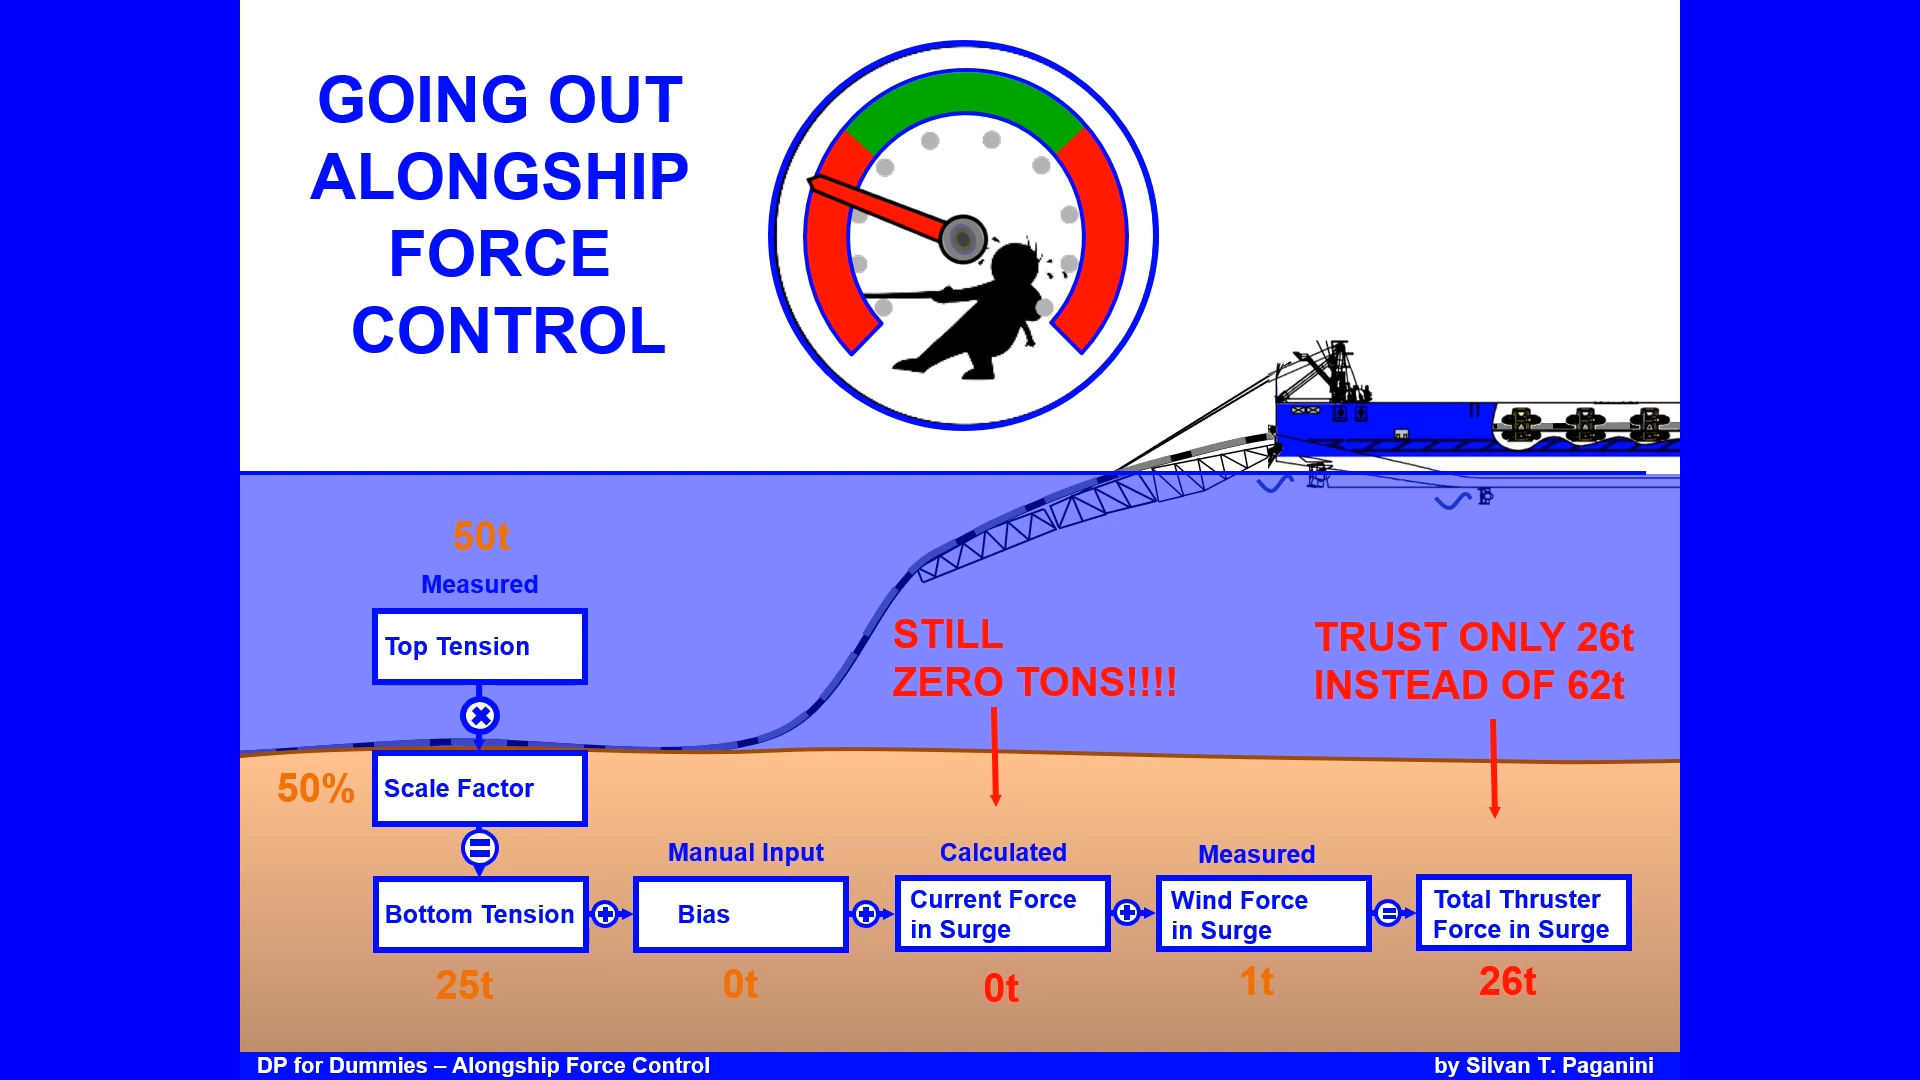 GOING OUT
ALONGSHIP
FORCE
CONTROL
50t
Measured
Top Tension
STILL
ZERO TONS!!!!
TRUST ONLY 26t
INSTEAD OF 62t
50%
Scale Factor
Manual Input
Calculated
Measured
Bottom Tension
Bias
Current Force
in Surge
Wind Force
in Surge
Total Thruster
Force in Surge
25t
0t
0t
1t
26t
DP for Dummies – Alongship Force Control
by Silvan T. Paganini